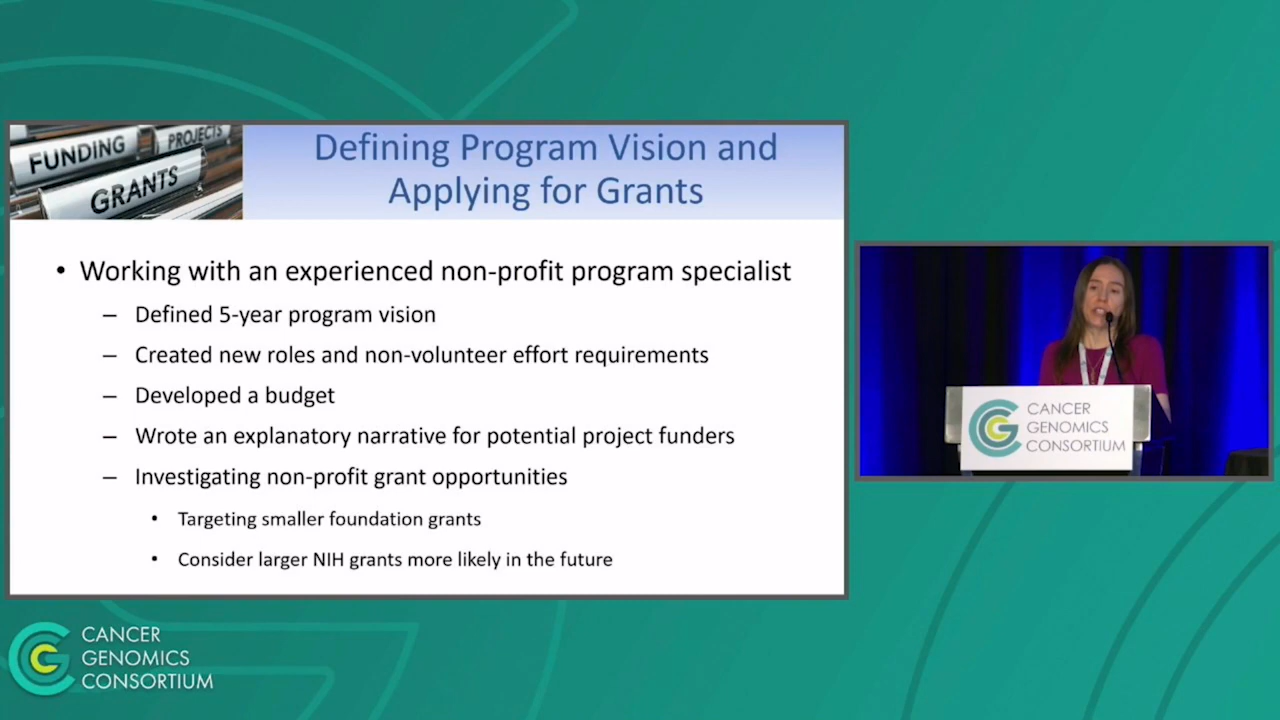 FUNDING
PROJECTS
GRANTS
Defining Program Vision and
Applying for Grants
• Working with an experienced non-profit program specialist
– Defined 5-year program vision
– Created new roles and non-volunteer effort requirements
– Developed a budget
– Wrote an explanatory narrative for potential project funders
– Investigating non-profit grant opportunities
• Targeting smaller foundation grants
• Consider larger NIH grants more likely in the future
CANCER
GENOMICS
CONSORTIUM
CANCER
GENOMICS
CONSORTIUM